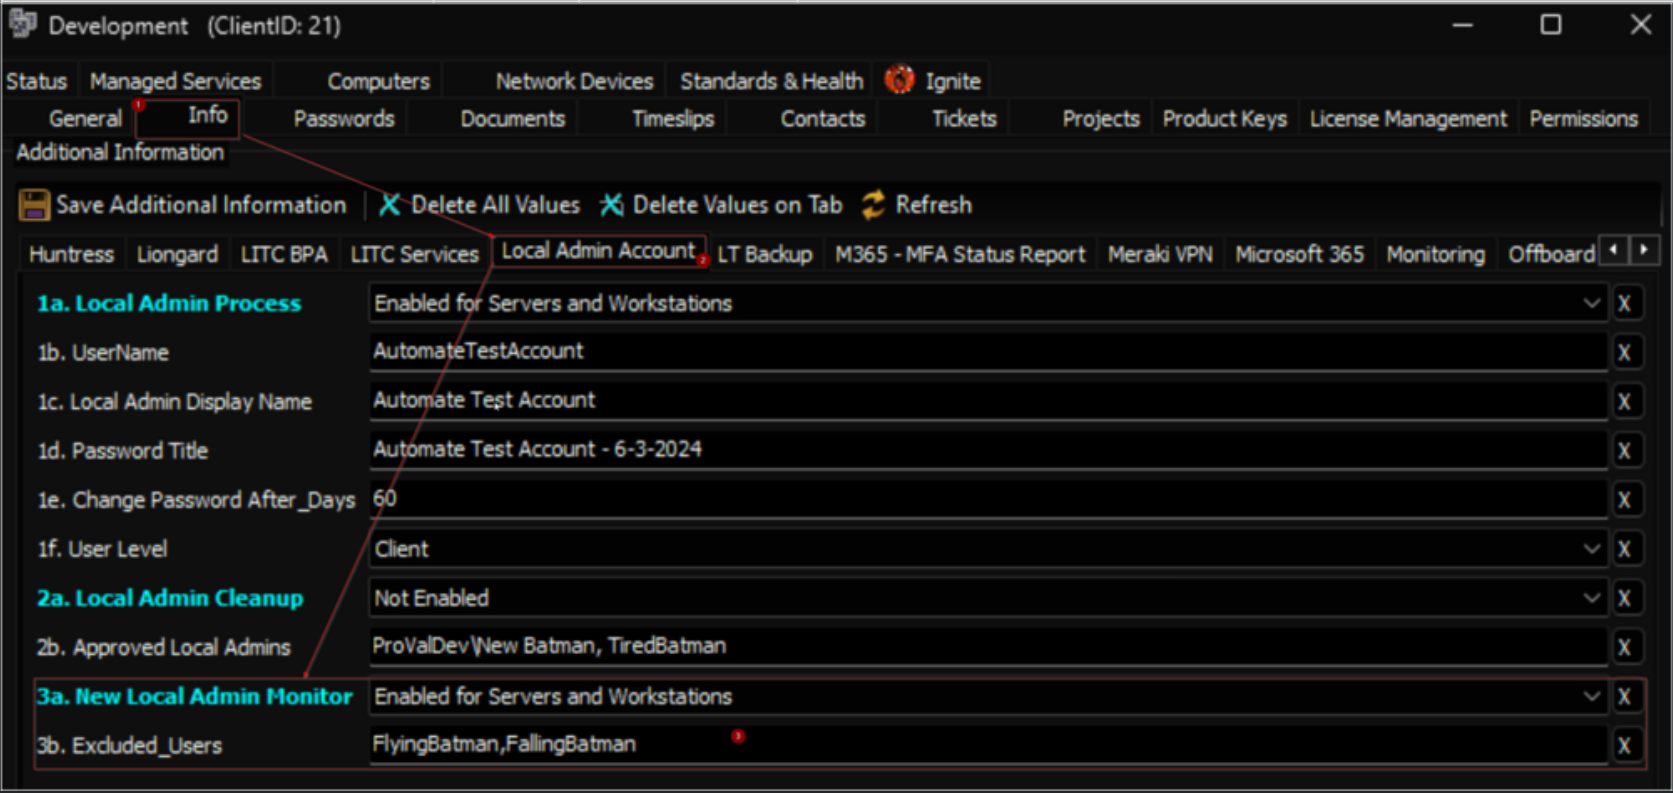 Development (ClientID: 21)
Status Managed Services Computers Network Devices Standards & Health Ignite
1
General Info Passwords Documents Timeslips Contacts Tickets Projects Product Keys License Management Permissions
Additional Information
Save Additional Information Delete All Values Delete Values on Tab Refresh
Huntress Liongard LITC BPA LITC Services Local Admin Account 2 LT Backup M365 - MFA Status Report Meraki VPN Microsoft 365 Monitoring Offboard
1a. Local Admin Process Enabled for Servers and Workstations X
1b. UserName AutomateTestAccount X
1c. Local Admin Display Name Automate Test Account X
1d. Password Title Automate Test Account - 6-3-2024 X
1e. Change Password After_Days 60 X
1f. User Level Client X
2a. Local Admin Cleanup Not Enabled X
2b. Approved Local Admins ProValDev\New Batman, TiredBatman X
3a. New Local Admin Monitor Enabled for Servers and Workstations X
3b. Excluded_Users FlyingBatman,FallingBatman 3 X